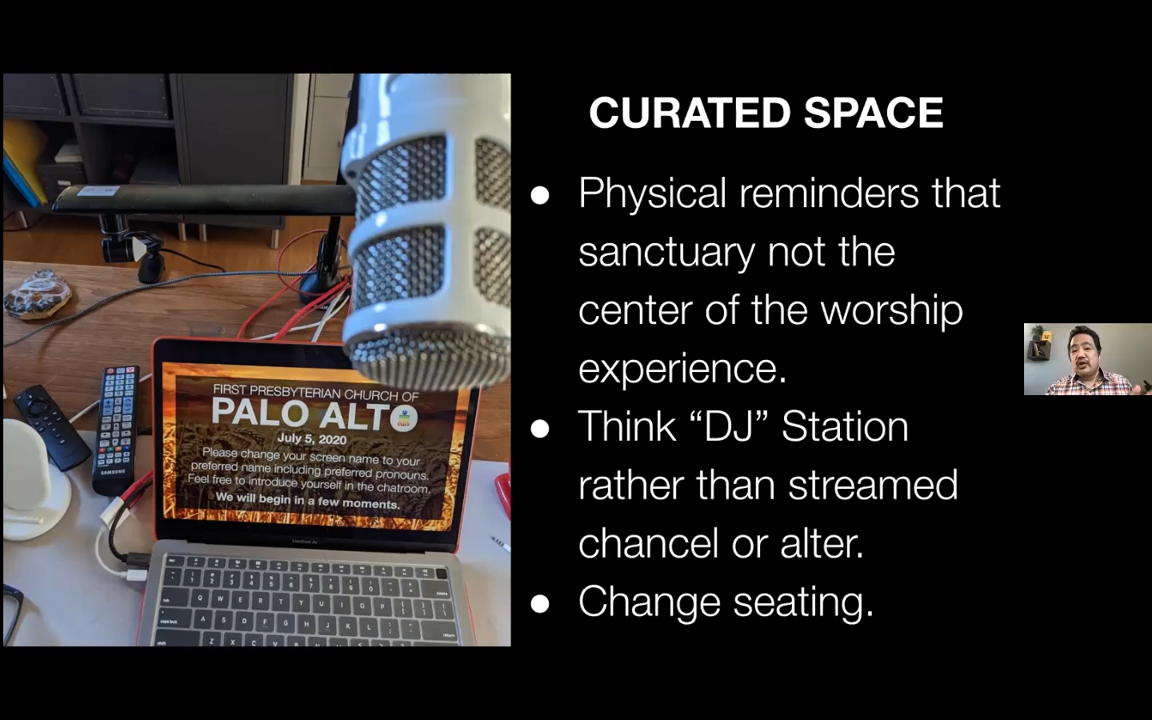 CURATED SPACE
● Physical reminders that
sanctuary not the
center of the worship
experience.
● Think “DJ” Station
rather than streamed
chancel or alter.
● Change seating.
FIRST PRESBYTERIAN CHURCH OF
PALO ALTO
July 5, 2020
Please change your screen name to your
preferred name including preferred pronouns.
Feel free to introduce yourself in the chatroom.
We will begin in a few moments.
SAMSUNG
Q W E R T Y U I O P
A S D F G H J K L